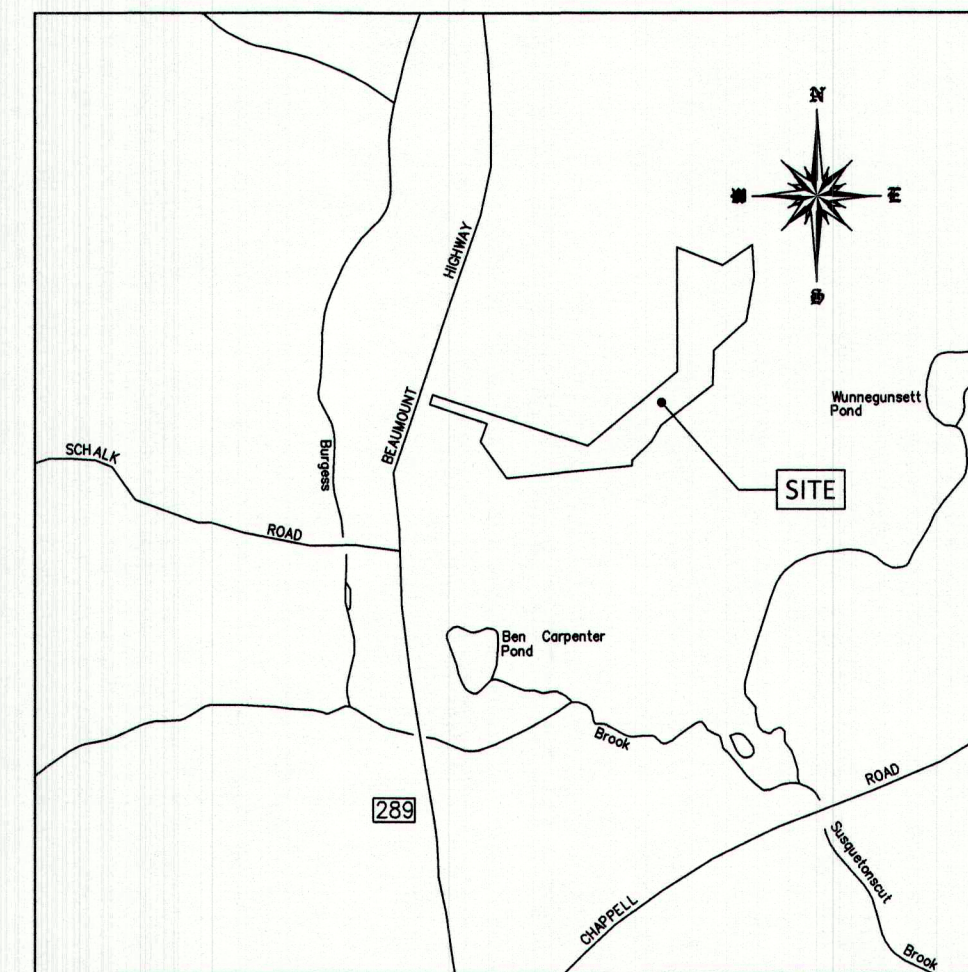 N
W
E
S
HIGHWAY
BEAUMOUNT
Wunnegunsett
Pond
SCHALK
Burgess
SITE
ROAD
Ben Carpenter
Pond
Brook
ROAD
289
Susquetonscut
CHAPPELL
Brook